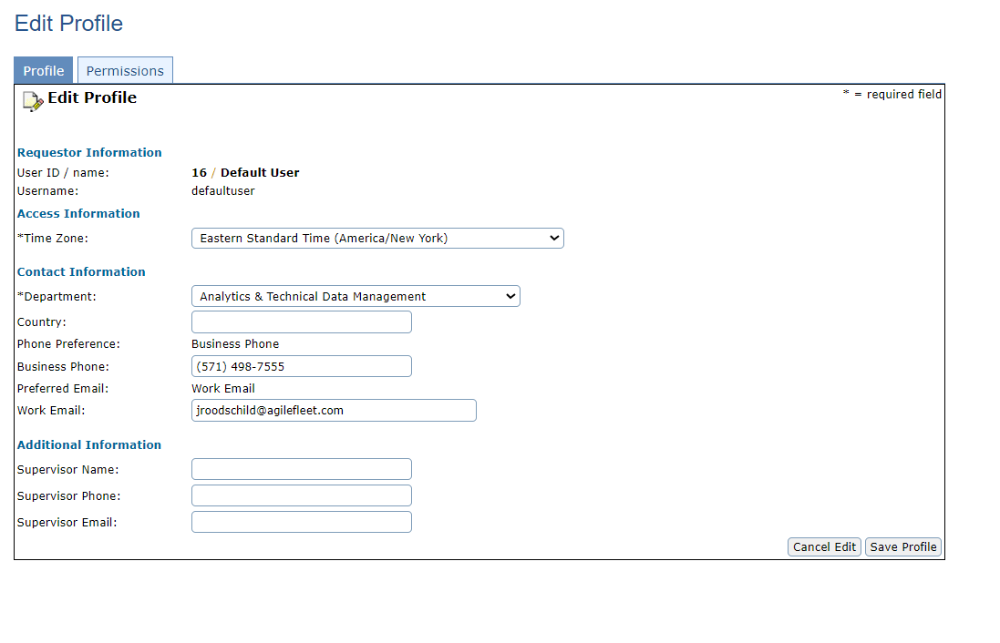 Edit Profile
Profile
Permissions
Edit Profile
* = required field
Requestor Information
User ID / name: 16 / Default User
Username: defaultuser
Access Information
*Time Zone: Eastern Standard Time (America/New York)
Contact Information
*Department: Analytics & Technical Data Management
Country:
Phone Preference: Business Phone
Business Phone: (571) 498-7555
Preferred Email: Work Email
Work Email: jroodschild@agilefleet.com
Additional Information
Supervisor Name:
Supervisor Phone:
Supervisor Email:
Cancel Edit Save Profile